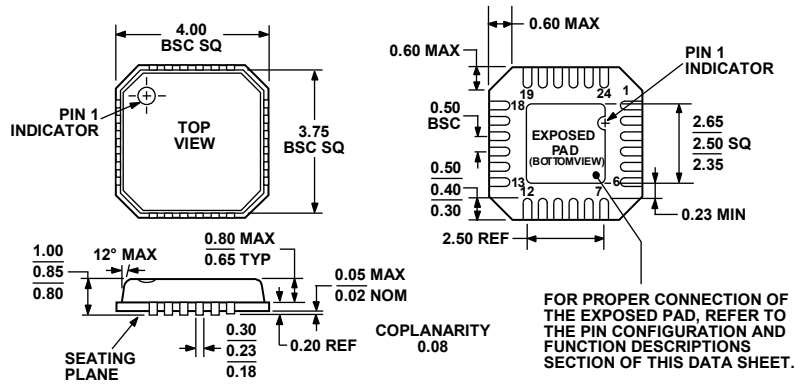 4.00
BSC SQ
PIN 1
INDICATOR
TOP
VIEW
3.75
BSC SQ
0.60 MAX
0.60 MAX
PIN 1
INDICATOR
19
24
1
18
0.50
BSC
EXPOSED
PAD
(BOTTOMVIEW)
2.65
2.50 SQ
2.35
13
12
7
6
0.50
0.40
0.30
0.23 MIN
2.50 REF
1.00
0.85
0.80
12° MAX
0.80 MAX
0.65 TYP
0.05 MAX
0.02 NOM
SEATING
PLANE
0.30
0.23
0.18
0.20 REF
COPLANARITY
0.08
FOR PROPER CONNECTION OF
THE EXPOSED PAD, REFER TO
THE PIN CONFIGURATION AND
FUNCTION DESCRIPTIONS
SECTION OF THIS DATA SHEET.